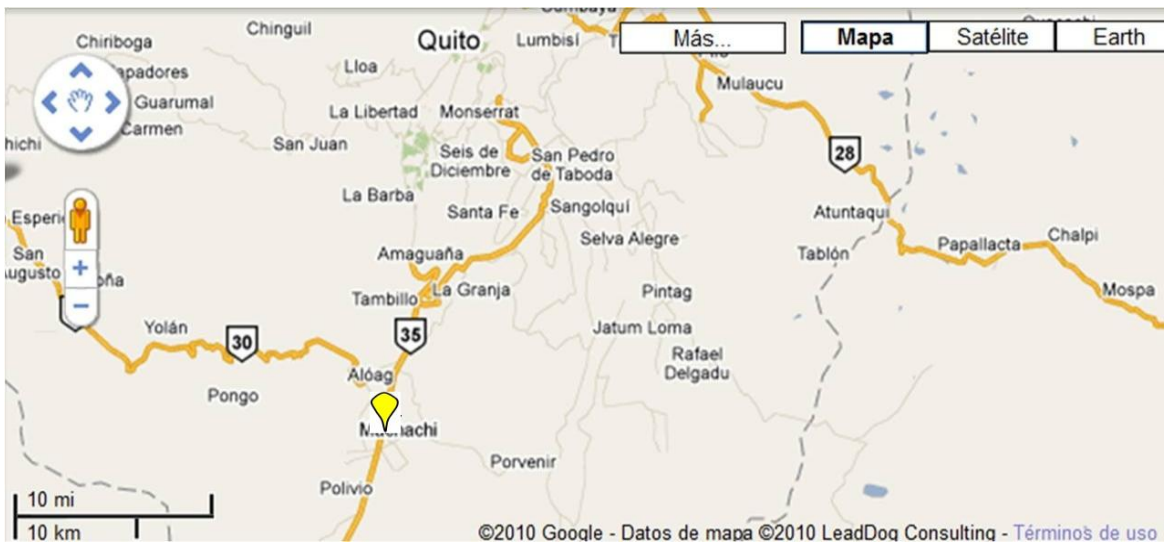 Chiriboga
Chinguil
Quito
Lumbisí
Más...
Mapa
Satélite
Earth
Lloa
Mulaucu
Guarumal
La Libertad
Monserrat
Carmen
San Juan
Seis de
Diciembre
San Pedro
de Taboda
28
La Barba
Santa Fe
Sangolquí
Atuntaqui
Selva Alegre
San
Amaguaña
Tablón
Papallacta
Chalpi
Tambillo
La Granja
Pintag
Mospa
Yolán
30
35
Jatum Loma
Rafael
Delgadu
Alóag
Pongo
Machachi
Porvenir
Polivio
10 mi
10 km
©2010 Google - Datos de mapa ©2010 LeadDog Consulting - Términos de uso